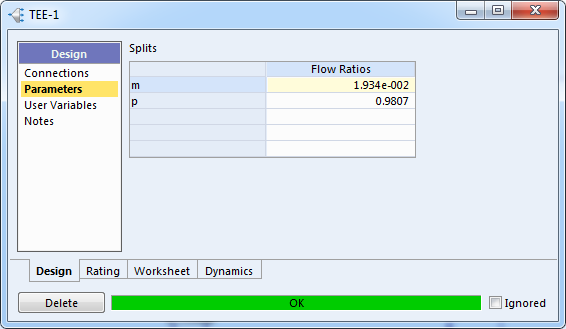 TEE-1
Design
Connections
Parameters
User Variables
Notes
Splits
Flow Ratios
m 1.934e-002
p 0.9807
Design Rating Worksheet Dynamics
Delete OK Ignored